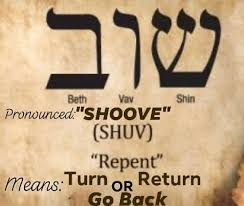 שוב
Beth Vav Shin
Pronounced:"SHOOVE"
(SHUV)
"Repent"
Means: Turn OR Return
Go Back